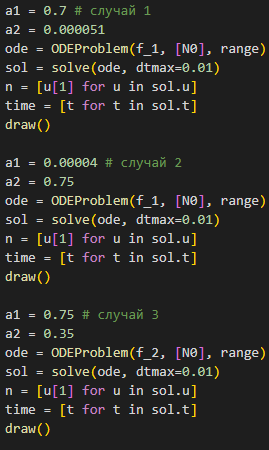 a1 = 0.7 # случай 1
a2 = 0.000051
ode = ODEProblem(f_1, [N0], range)
sol = solve(ode, dtmax=0.01)
n = [u[1] for u in sol.u]
time = [t for t in sol.t]
draw()

a1 = 0.00004 # случай 2
a2 = 0.75
ode = ODEProblem(f_1, [N0], range)
sol = solve(ode, dtmax=0.01)
n = [u[1] for u in sol.u]
time = [t for t in sol.t]
draw()

a1 = 0.75 # случай 3
a2 = 0.35
ode = ODEProblem(f_2, [N0], range)
sol = solve(ode, dtmax=0.01)
n = [u[1] for u in sol.u]
time = [t for t in sol.t]
draw()